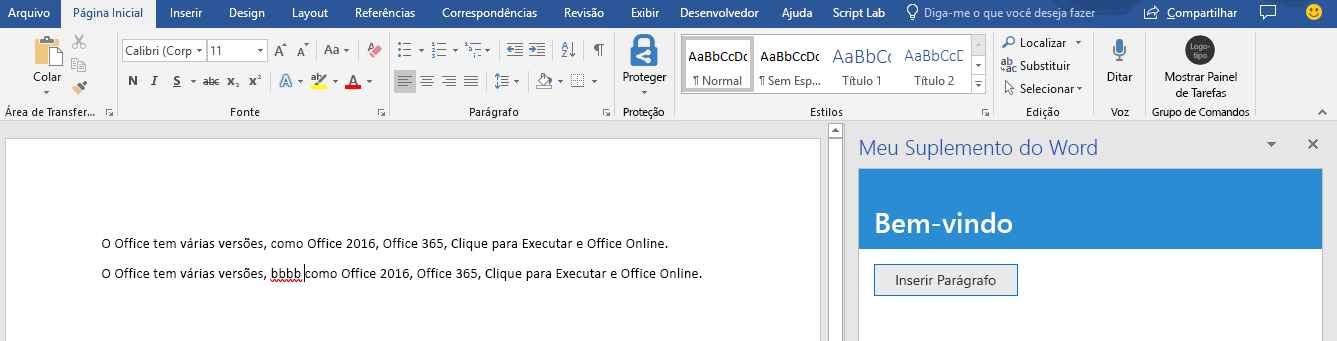 Arquivo Página Inicial Inserir Design Layout Referências Correspondências Revisão Exibir Desenvolvedor Ajuda Script Lab Diga-me o que você deseja fazer Compartilhar
Colar
Área de Transfer...
Calibri (Corp 11
N I S abc x₂ x² A ab A
Fonte
Parágrafo
Proteger
Proteção
AaBbCcDc AaBbCcDc AaBbCcD AaBbCcD
¶ Normal ¶ Sem Esp... Título 1 Título 2
Estilos
Localizar
Substituir
Selecionar
Edição
Ditar
Voz
Logo-
tipo
Mostrar Painel
de Tarefas
Grupo de Comandos
O Office tem várias versões, como Office 2016, Office 365, Clique para Executar e Office Online.
O Office tem várias versões, bbbb como Office 2016, Office 365, Clique para Executar e Office Online.
Meu Suplemento do Word
Bem-vindo
Inserir Parágrafo